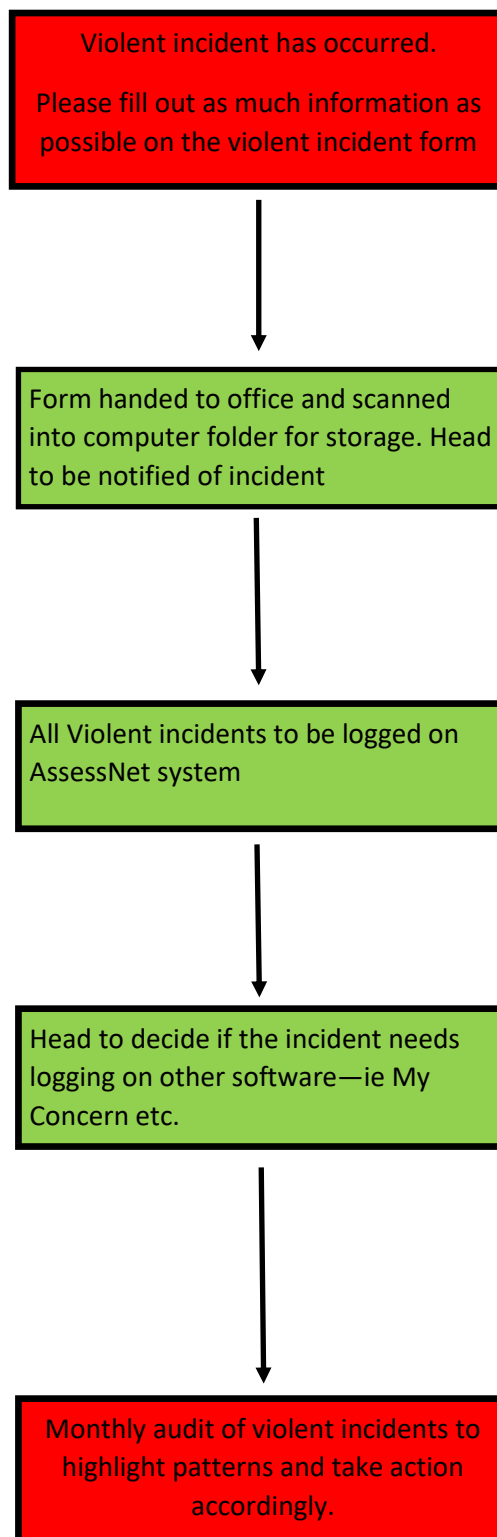 Violent incident has occurred.
Please fill out as much information as
possible on the violent incident form
Form handed to office and scanned
into computer folder for storage. Head
to be notified of incident
All Violent incidents to be logged on
AssessNet system
Head to decide if the incident needs
logging on other software—ie My
Concern etc.
Monthly audit of violent incidents to
highlight patterns and take action
accordingly.